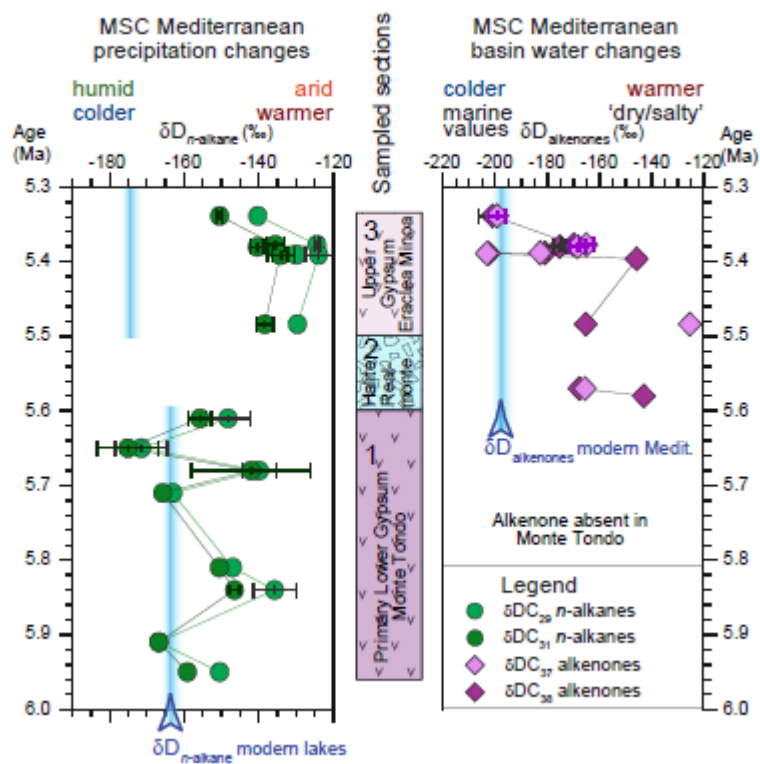 MSC Mediterranean
precipitation changes
MSC Mediterranean
basin water changes
humid
arid
colder
warmer
colder
warmer
marine
'dry/salty'
values
Age
(Ma)
δDn-alkane (‰)
Sampled sections
δDalkenones (‰)
Age
(Ma)
-180
-160
-140
-120
-220
-200
-180
-160
-140
-120
5.3
5.4
5.5
5.6
5.7
5.8
5.9
6.0
3
Upper
Gypsum
Eraclea Minoa
2
Halite
Real-
monte
1
Primary Lower Gypsum
Monte Tondo
5.3
5.4
5.5
5.6
5.7
5.8
5.9
6.0
δDalkenones modern Medit.
Alkenone absent in
Monte Tondo
Legend
δDC29 n-alkanes
δDC31 n-alkanes
δDC37 alkenones
δDC38 alkenones
δDn-alkane modern lakes